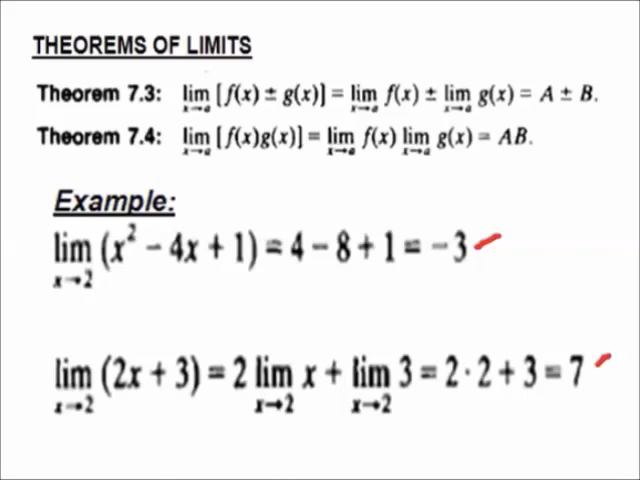 THEOREMS OF LIMITS
Theorem 7.3: lim x→a [f(x) ± g(x)] = lim x→a f(x) ± lim x→a g(x) = A ± B.
Theorem 7.4: lim x→a [f(x)g(x)] = lim x→a f(x) lim x→a g(x) = AB.
Example:
lim x→2 (x² − 4x + 1) = 4 − 8 + 1 = −3
lim x→2 (2x + 3) = 2 lim x→2 x + lim x→2 3 = 2 · 2 + 3 = 7